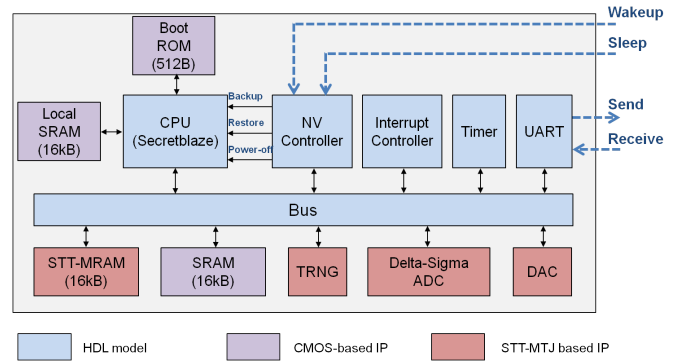 Boot
ROM
(512B)
Wakeup
Sleep
Local
SRAM
(16kB)
CPU
(Secretblaze)
Backup
Restore
Power-off
NV
Controller
Interrupt
Controller
Timer
UART
Send
Receive
Bus
STT-MRAM
(16kB)
SRAM
(16kB)
TRNG
Delta-Sigma
ADC
DAC
HDL model
CMOS-based IP
STT-MTJ based IP